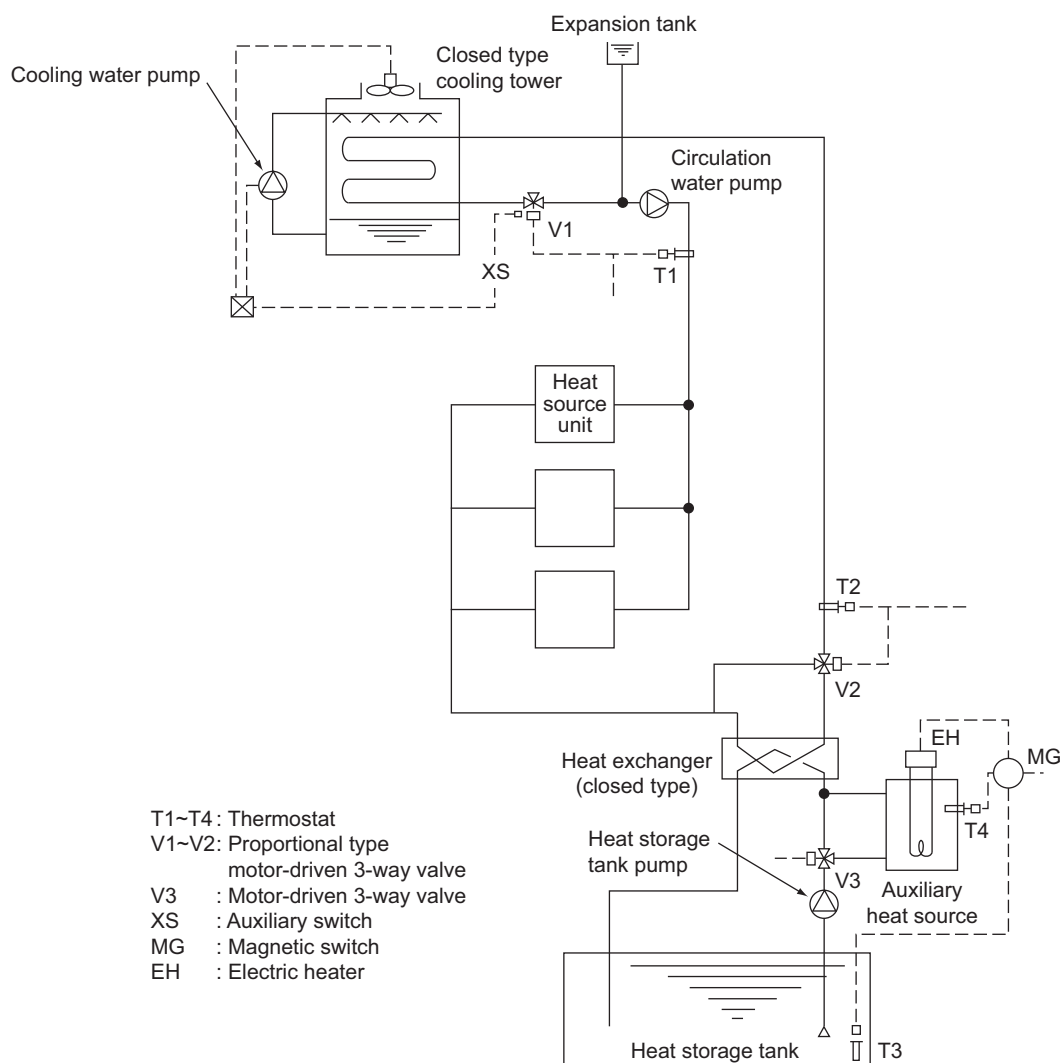 Expansion tank
Cooling water pump
Closed type
cooling tower
Circulation
water pump
V1
XS
T1
Heat
source
unit
T2
V2
EH
MG
Heat exchanger
(closed type)
T4
T1~T4 : Thermostat
V1~V2: Proportional type
motor-driven 3-way valve
V3 : Motor-driven 3-way valve
XS : Auxiliary switch
MG : Magnetic switch
EH : Electric heater
Heat storage
tank pump
V3
Auxiliary
heat source
Heat storage tank
T3